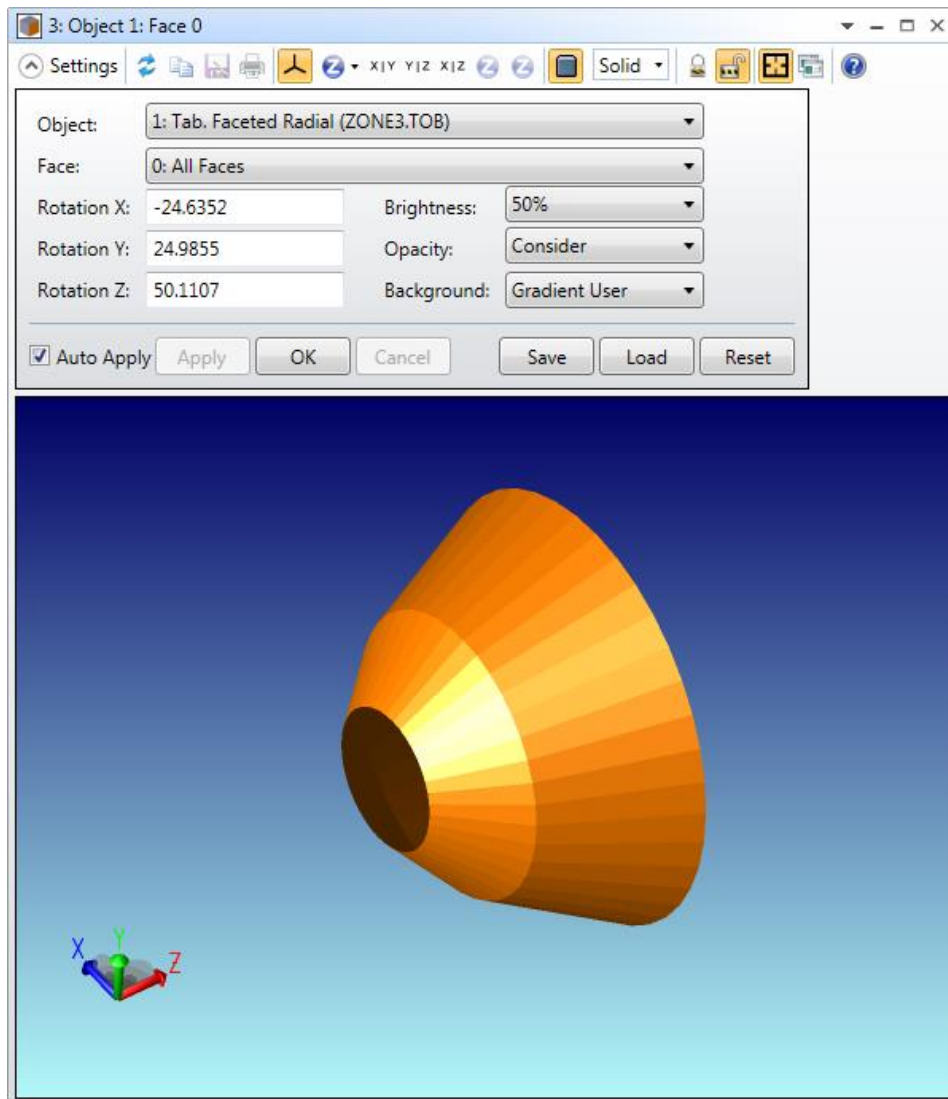 3: Object 1: Face 0
Settings X|Y Y|Z X|Z Solid
Object: 1: Tab. Faceted Radial (ZONE3.TOB)
Face: 0: All Faces
Rotation X: -24.6352 Brightness: 50%
Rotation Y: 24.9855 Opacity: Consider
Rotation Z: 50.1107 Background: Gradient User
Auto Apply Apply OK Cancel Save Load Reset
X Y Z